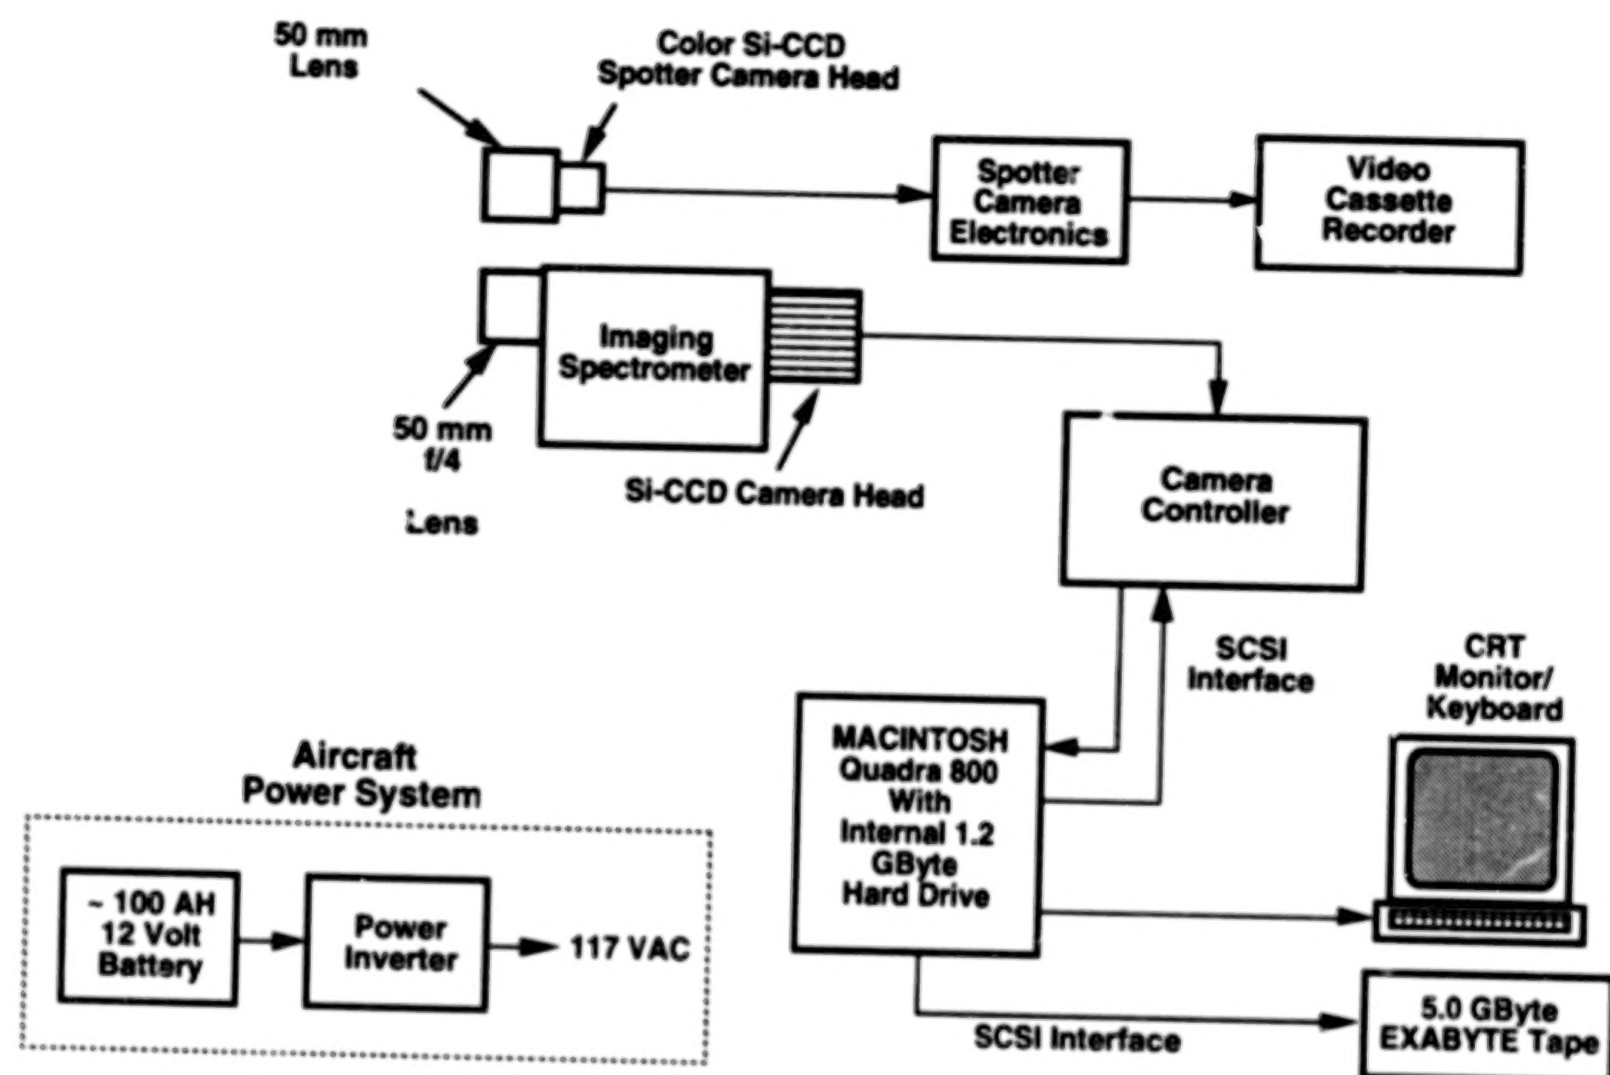 50 mm
Lens
Color Si-CCD
Spotter Camera Head
Spotter
Camera
Electronics
Video
Cassette
Recorder
Imaging
Spectrometer
50 mm
f/4
Lens
Si-CCD Camera Head
Camera
Controller
SCSI
Interface
CRT
Monitor/
Keyboard
MACINTOSH
Quadra 800
With
Internal 1.2
GByte
Hard Drive
Aircraft
Power System
~ 100 AH
12 Volt
Battery
Power
Inverter
117 VAC
SCSI Interface
5.0 GByte
EXABYTE Tape